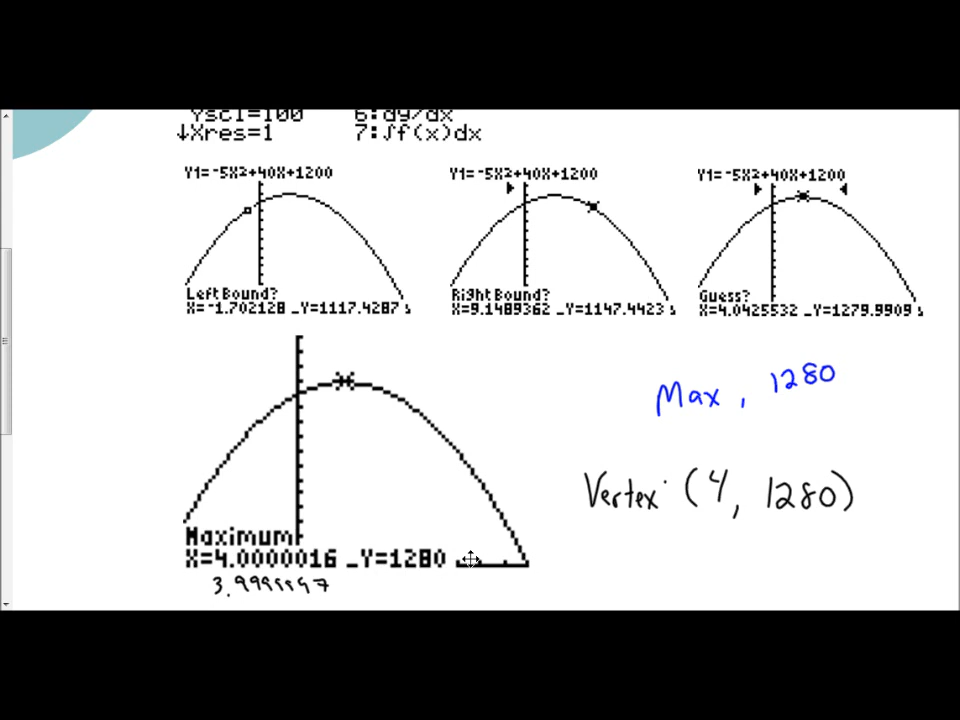 Yscl=100 6:dy/dx
↓Xres=1 7:∫f(x)dx
Y1=-5X2+40X+1200 Y1=-5X2+40X+1200 Y1=-5X2+40X+1200
Left Bound? Right Bound? Guess?
X=-1.702128 Y=1117.4287 X=9.1489362 Y=1147.4423 X=4.0425532 Y=1279.9909
Max, 1280
Vertex (4, 1280)
Maximum
X=4.0000016 Y=1280